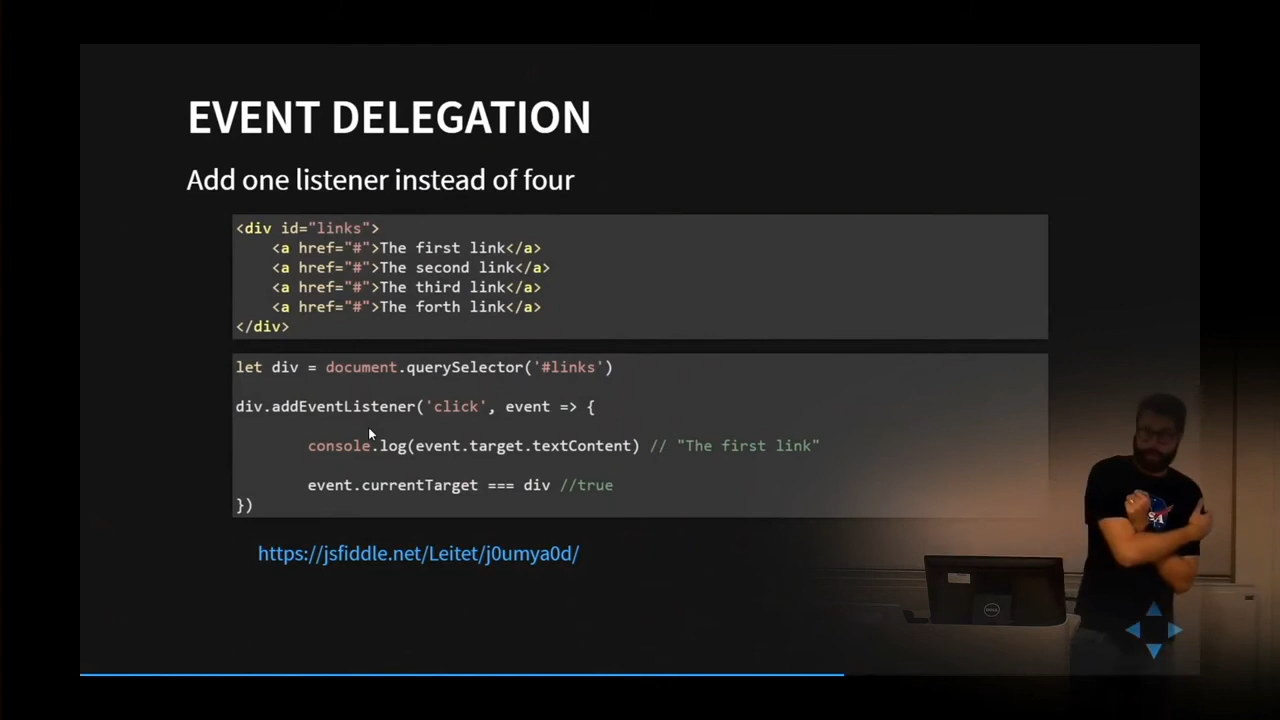 EVENT DELEGATION
Add one listener instead of four
<div id="links">
    <a href="#">The first link</a>
    <a href="#">The second link</a>
    <a href="#">The third link</a>
    <a href="#">The forth link</a>
</div>
let div = document.querySelector('#links')
div.addEventListener('click', event => {
        console.log(event.target.textContent) // "The first link"
        event.currentTarget === div //true
})
https://jsfiddle.net/Leitet/j0umya0d/
SA
DELL